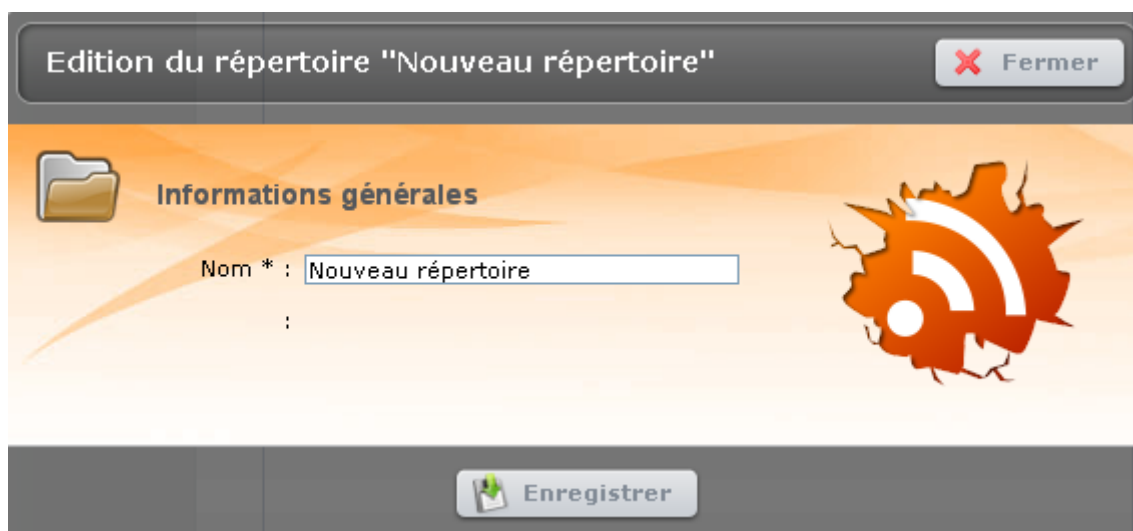 Edition du répertoire "Nouveau répertoire"
Fermer
Informations générales
Nom * : Nouveau répertoire
:
Enregistrer